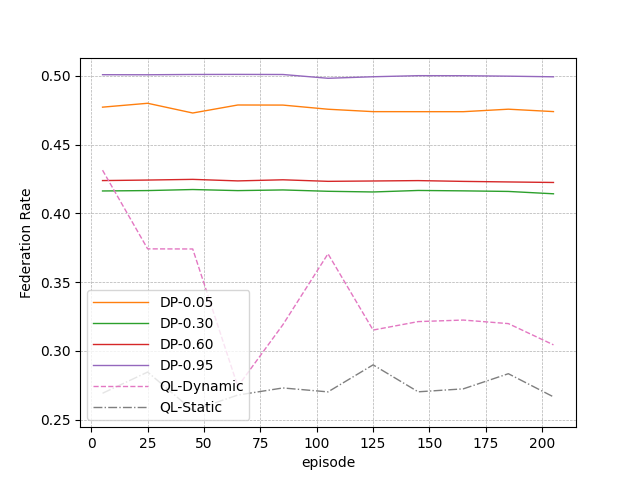 0.50
0.45
0.40
0.35
0.30
0.25
Federation Rate
DP-0.05
DP-0.30
DP-0.60
DP-0.95
QL-Dynamic
QL-Static
0 25 50 75 100 125 150 175 200
episode